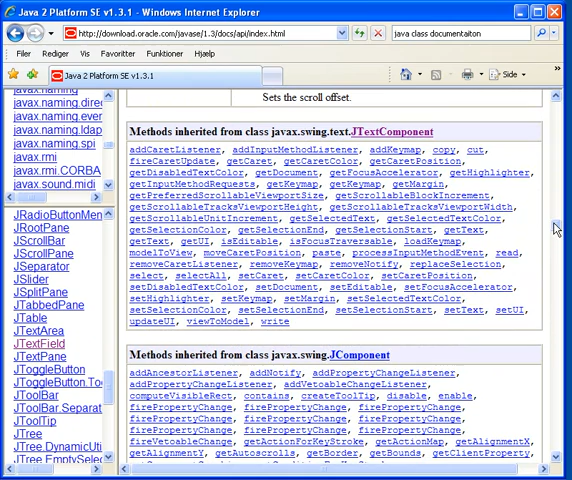 Java 2 Platform SE v1.3.1 - Windows Internet Explorer
http://download.oracle.com/javase/1.3/docs/api/index.html
java class documentaiton
Filer Rediger Vis Favoritter Funktioner Hjælp
Java 2 Platform SE v1.3.1
Side
javax.naming
javax.naming.direc
javax.naming.even
javax.naming.ldap
javax.naming.spi
javax.rmi
javax.rmi.CORBA
javax.sound.midi
JRadioButtonMen
JRootPane
JScrollBar
JScrollPane
JSeparator
JSlider
JSplitPane
JTabbedPane
JTable
JTextArea
JTextField
JTextPane
JToggleButton
JToggleButton.To
JToolBar
JToolBar.Separat
JToolTip
JTree
JTree.DynamicUti
JTree.EmptySelec
Sets the scroll offset.
Methods inherited from class javax.swing.text.JTextComponent
addCaretListener, addInputMethodListener, addKeymap, copy, cut,
fireCaretUpdate, getCaret, getCaretColor, getCaretPosition,
getDisabledTextColor, getDocument, getFocusAccelerator, getHighlighter,
getInputMethodRequests, getKeymap, getKeymap, getMargin,
getPreferredScrollableViewportSize, getScrollableBlockIncrement,
getScrollableTracksViewportHeight, getScrollableTracksViewportWidth,
getScrollableUnitIncrement, getSelectedText, getSelectedTextColor,
getSelectionColor, getSelectionEnd, getSelectionStart, getText,
getText, getUI, isEditable, isFocusTraversable, loadKeymap,
modelToView, moveCaretPosition, paste, processInputMethodEvent, read,
removeCaretListener, removeKeymap, removeNotify, replaceSelection,
select, selectAll, setCaret, setCaretColor, setCaretPosition,
setDisabledTextColor, setDocument, setEditable, setFocusAccelerator,
setHighlighter, setKeymap, setMargin, setSelectedTextColor,
setSelectionColor, setSelectionEnd, setSelectionStart, setText, setUI,
updateUI, viewToModel, write
Methods inherited from class javax.swing.JComponent
addAncestorListener, addNotify, addPropertyChangeListener,
addPropertyChangeListener, addVetoableChangeListener,
computeVisibleRect, contains, createToolTip, disable, enable,
firePropertyChange, firePropertyChange, firePropertyChange,
firePropertyChange, firePropertyChange, firePropertyChange,
firePropertyChange, firePropertyChange, firePropertyChange,
fireVetoableChange, getActionForKeyStroke, getActionMap, getAlignmentX,
getAlignmentY, getAutoscrolls, getBorder, getBounds, getClientProperty,